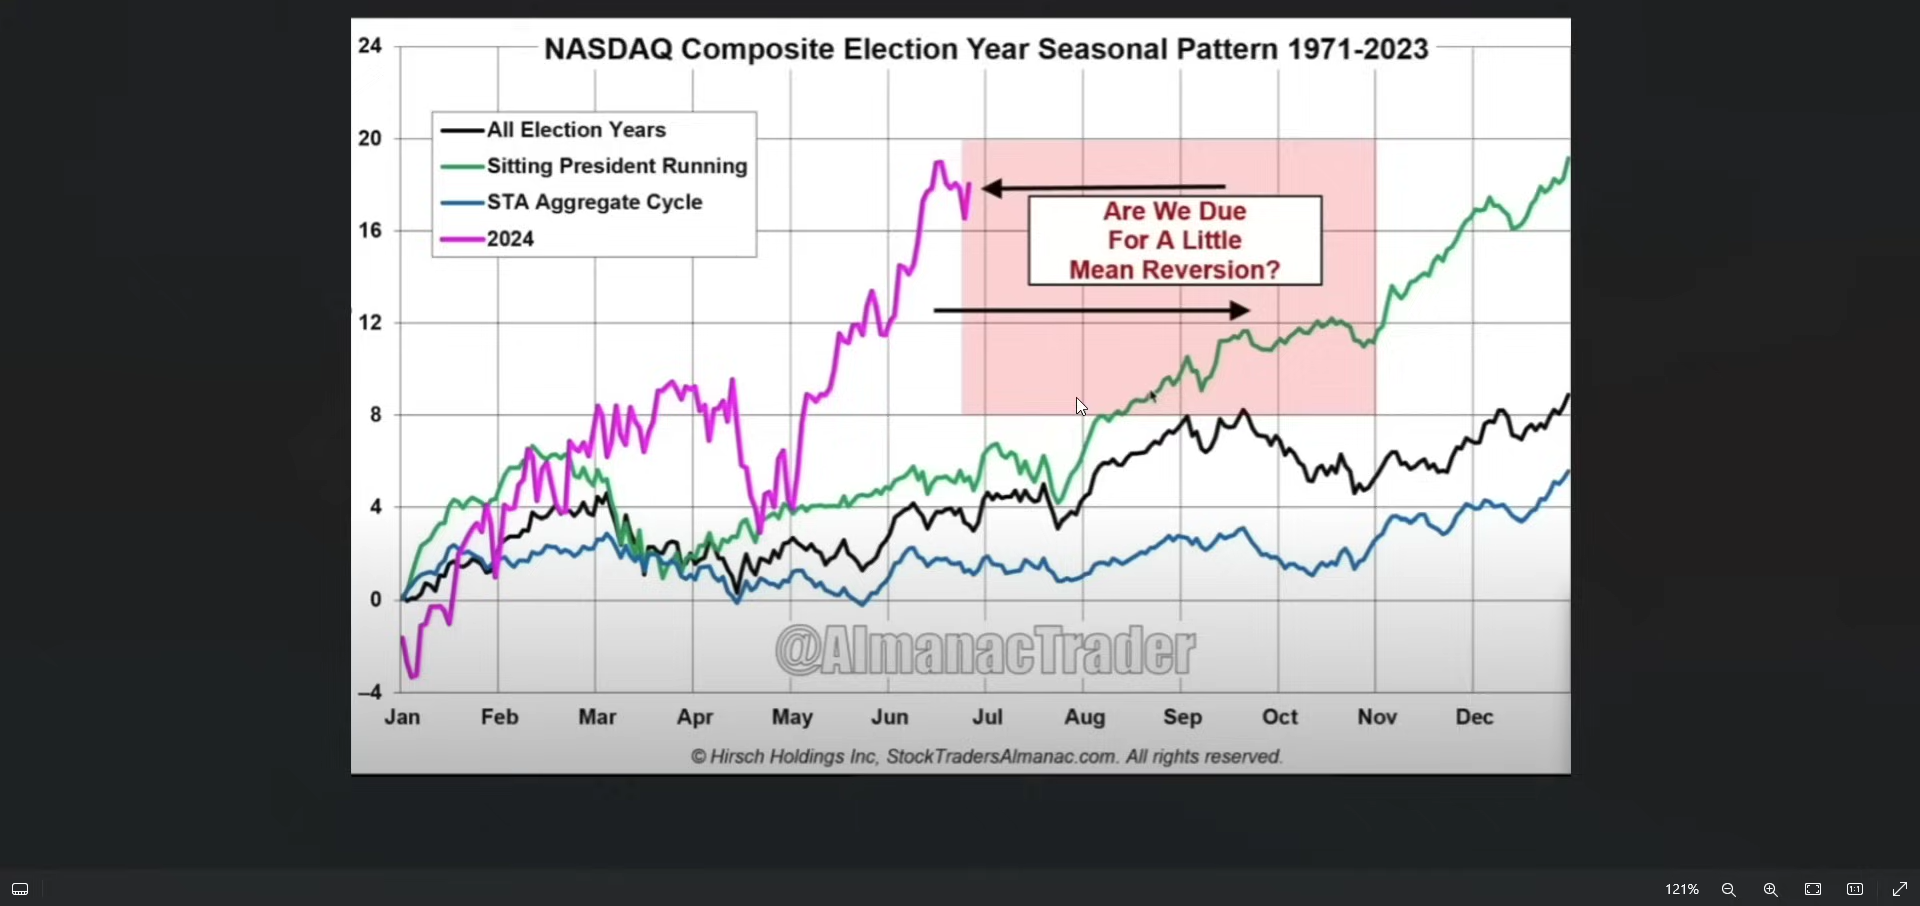 NASDAQ Composite Election Year Seasonal Pattern 1971-2023
24
20
16
12
8
4
0
–4
All Election Years
Sitting President Running
STA Aggregate Cycle
2024
Are We Due
For A Little
Mean Reversion?
@AlmanacTrader
Jan Feb Mar Apr May Jun Jul Aug Sep Oct Nov Dec
© Hirsch Holdings Inc, StockTradersAlmanac.com. All rights reserved.
121%
1:1